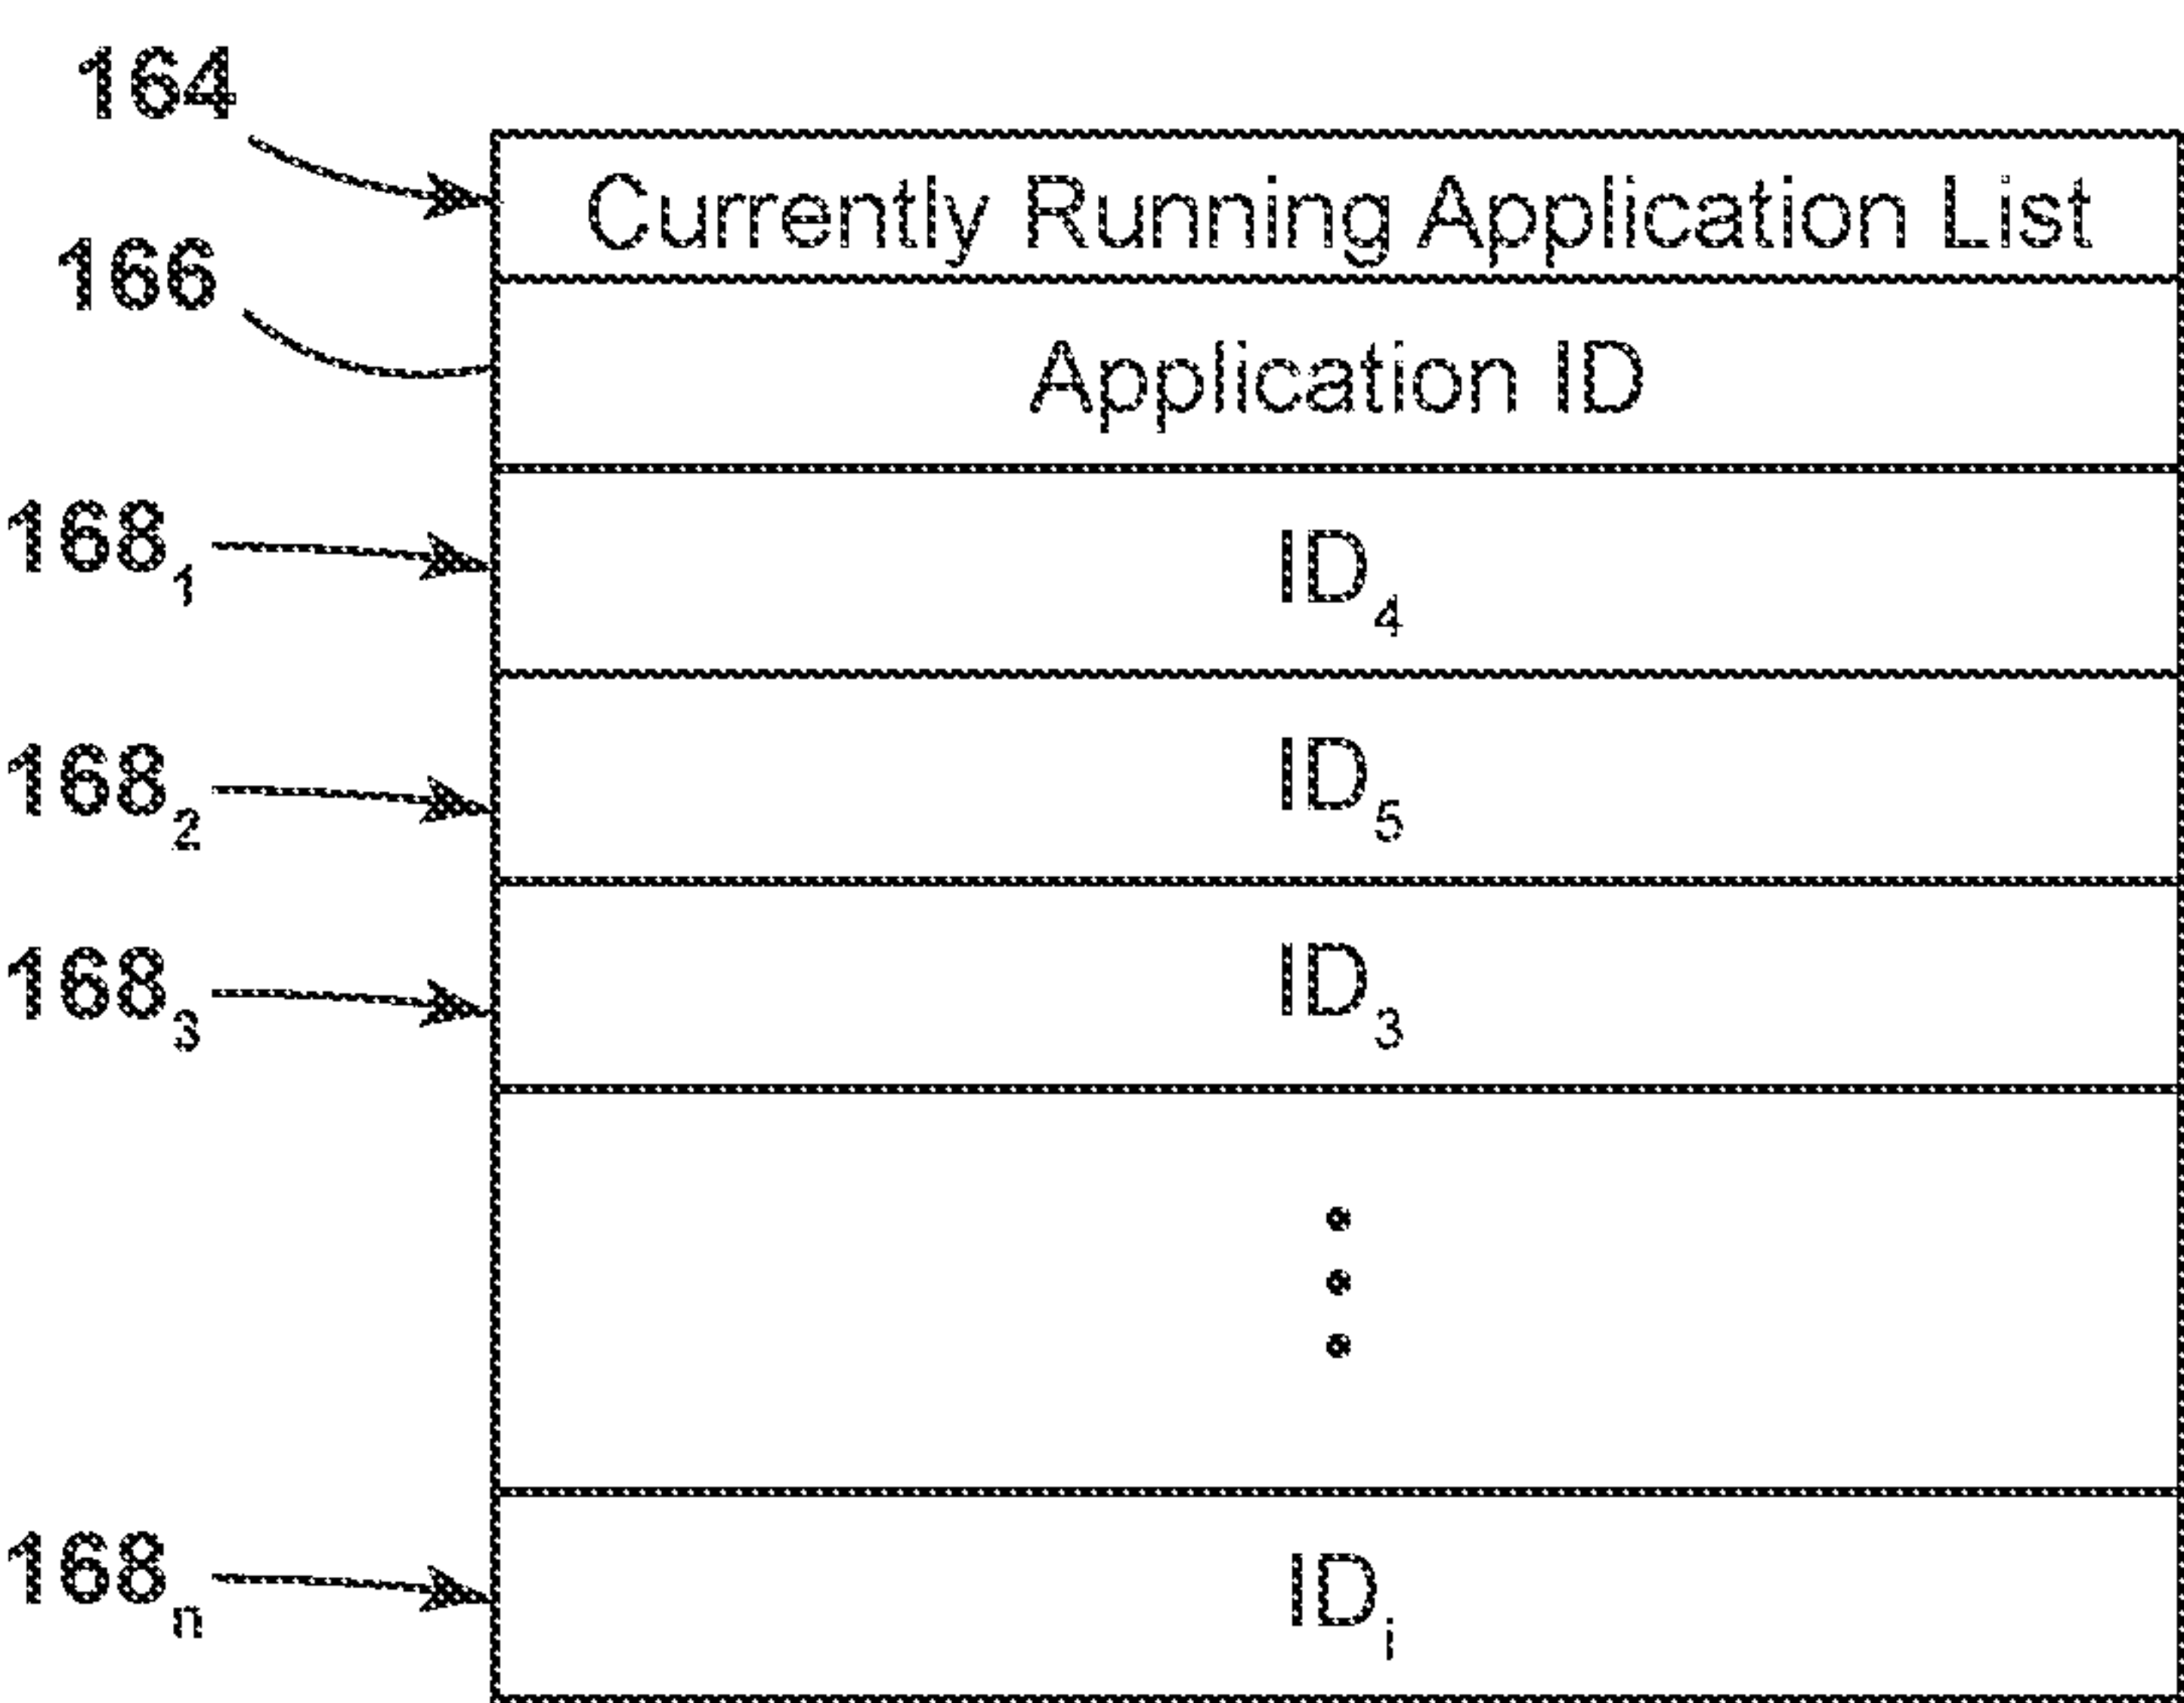 164
Currently Running Application List
166
Application ID
168₁
ID₄
168₂
ID₅
168₃
ID₃
168ₙ
IDᵢ